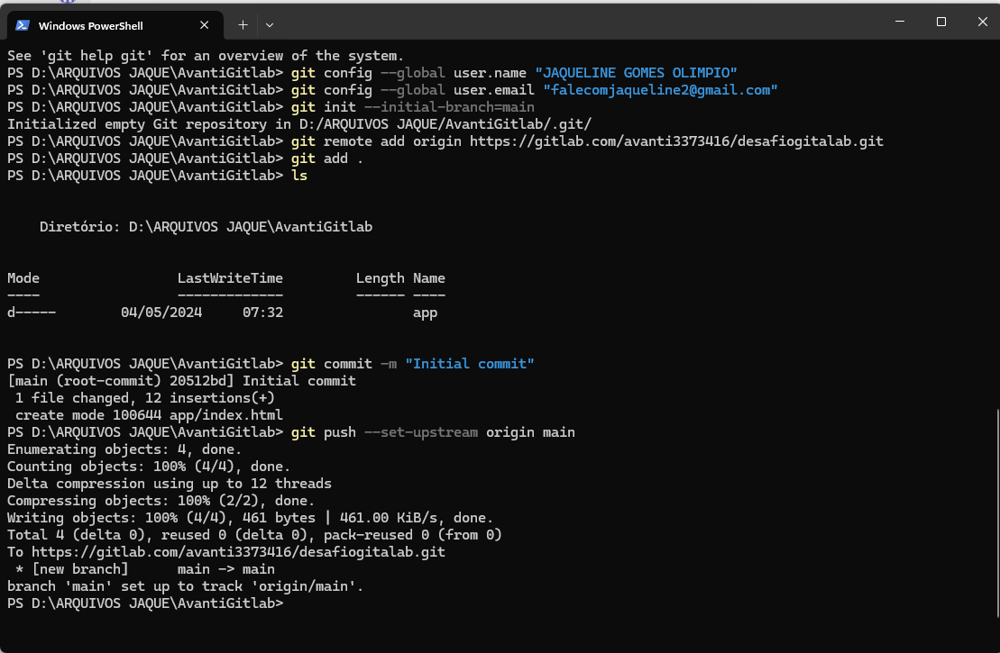 Windows PowerShell
See 'git help git' for an overview of the system.
PS D:\ARQUIVOS JAQUE\AvantiGitlab> git config --global user.name "JAQUELINE GOMES OLIMPIO"
PS D:\ARQUIVOS JAQUE\AvantiGitlab> git config --global user.email "falecomjaqueline2@gmail.com"
PS D:\ARQUIVOS JAQUE\AvantiGitlab> git init --initial-branch=main
Initialized empty Git repository in D:/ARQUIVOS JAQUE/AvantiGitlab/.git/
PS D:\ARQUIVOS JAQUE\AvantiGitlab> git remote add origin https://gitlab.com/avanti3373416/desafiogitalab.git
PS D:\ARQUIVOS JAQUE\AvantiGitlab> git add .
PS D:\ARQUIVOS JAQUE\AvantiGitlab> ls
Diretório: D:\ARQUIVOS JAQUE\AvantiGitlab
Mode                 LastWriteTime         Length Name
----                 -------------         ------ ----
d-----        04/05/2024     07:32                app
PS D:\ARQUIVOS JAQUE\AvantiGitlab> git commit -m "Initial commit"
[main (root-commit) 20512bd] Initial commit
 1 file changed, 12 insertions(+)
 create mode 100644 app/index.html
PS D:\ARQUIVOS JAQUE\AvantiGitlab> git push --set-upstream origin main
Enumerating objects: 4, done.
Counting objects: 100% (4/4), done.
Delta compression using up to 12 threads
Compressing objects: 100% (2/2), done.
Writing objects: 100% (4/4), 461 bytes | 461.00 KiB/s, done.
Total 4 (delta 0), reused 0 (delta 0), pack-reused 0 (from 0)
To https://gitlab.com/avanti3373416/desafiogitalab.git
 * [new branch]      main -> main
branch 'main' set up to track 'origin/main'.
PS D:\ARQUIVOS JAQUE\AvantiGitlab>